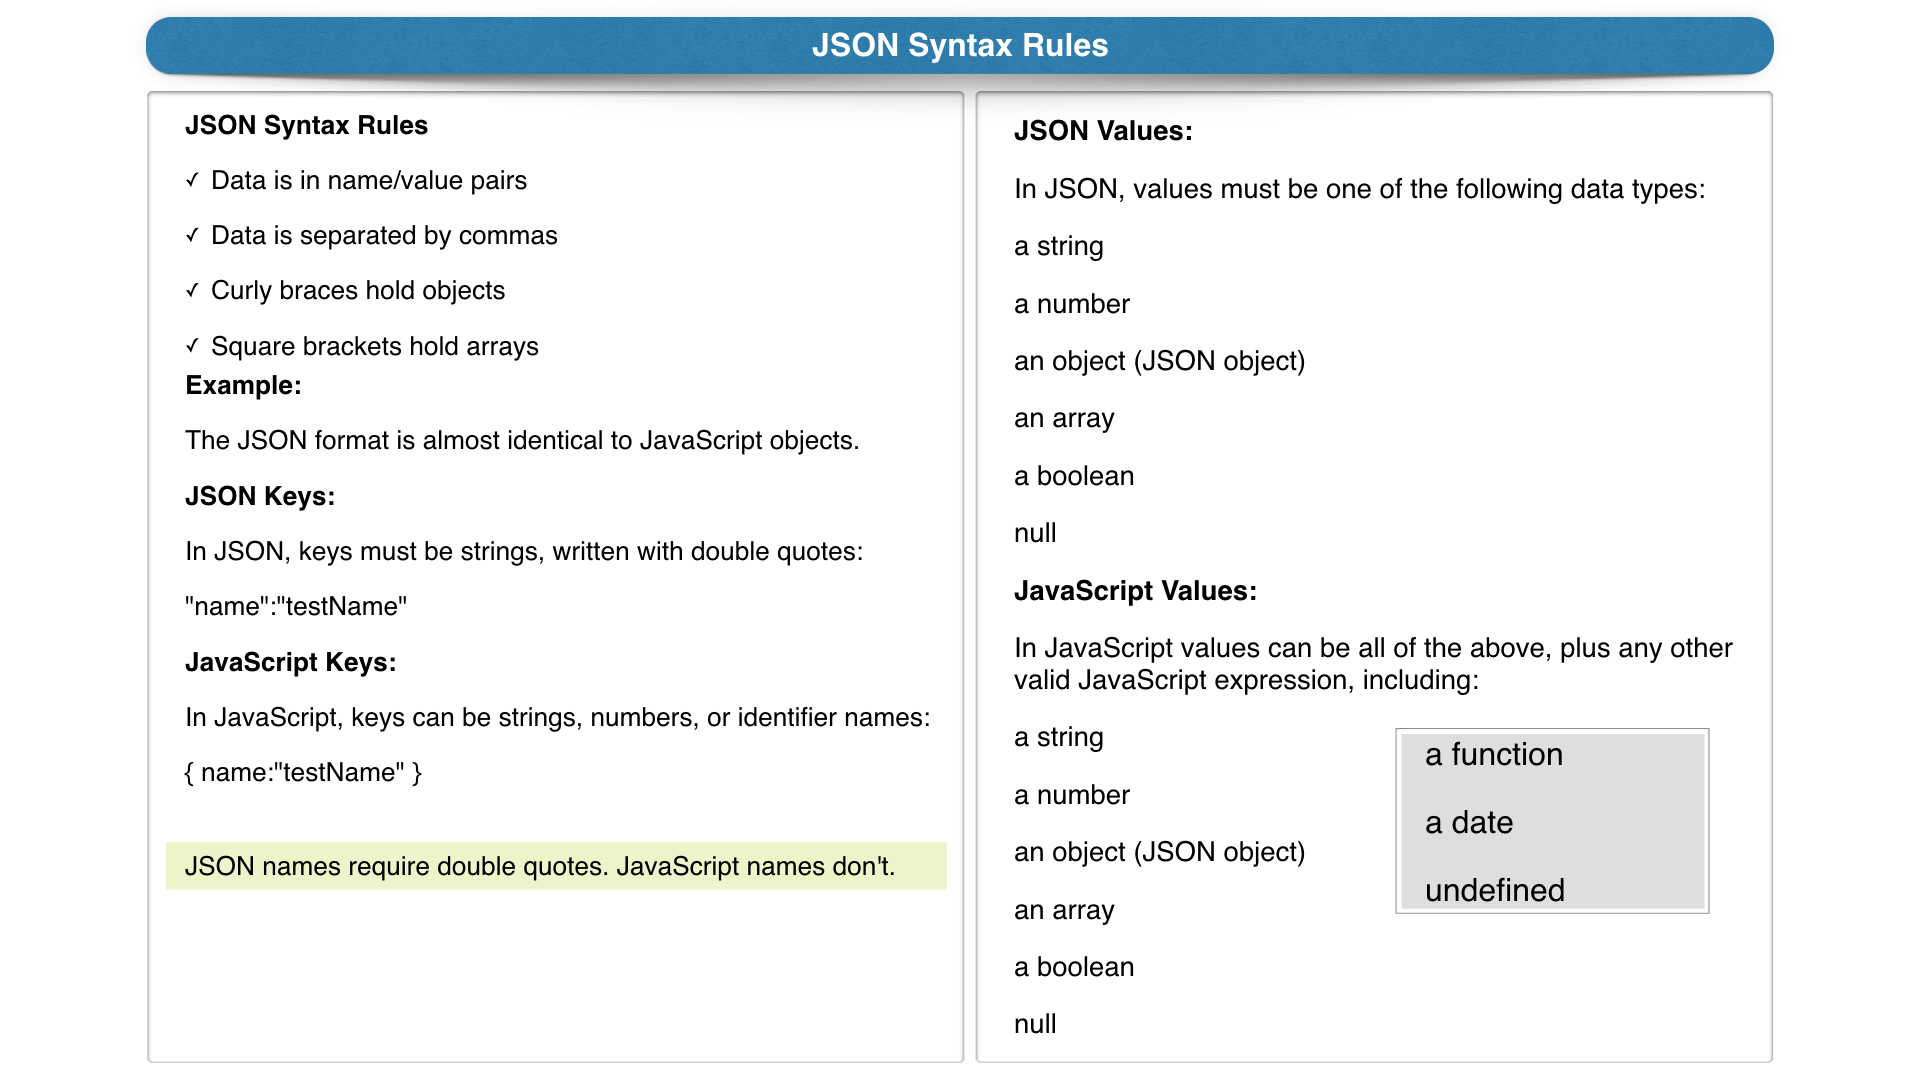 JSON Syntax Rules
JSON Syntax Rules
✓ Data is in name/value pairs
✓ Data is separated by commas
✓ Curly braces hold objects
✓ Square brackets hold arrays
Example:
The JSON format is almost identical to JavaScript objects.
JSON Keys:
In JSON, keys must be strings, written with double quotes:
"name":"testName"
JavaScript Keys:
In JavaScript, keys can be strings, numbers, or identifier names:
{ name:"testName" }
JSON names require double quotes. JavaScript names don't.
JSON Values:
In JSON, values must be one of the following data types:
a string
a number
an object (JSON object)
an array
a boolean
null
JavaScript Values:
In JavaScript values can be all of the above, plus any other
valid JavaScript expression, including:
a string
a number
an object (JSON object)
an array
a boolean
null
a function
a date
undefined